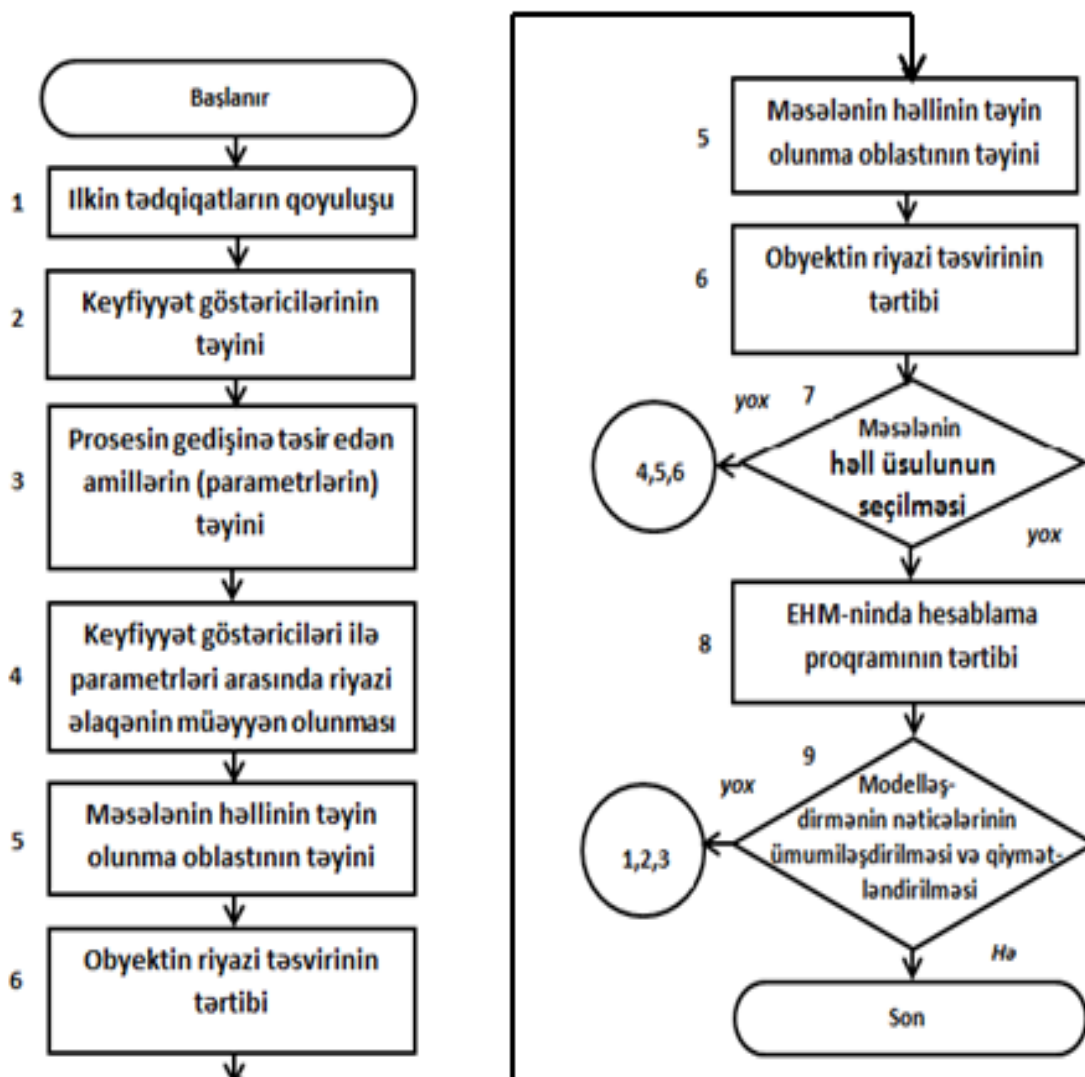 Başlanır
1
Ilkin tədqiqatların qoyuluşu
2
Keyfiyyət göstəricilərinin
təyini
3
Prosesin gedişinə təsir edən
amillərin (parametrlərin)
təyini
4
Keyfiyyət göstəriciləri ilə
parametrləri arasında riyazi
əlaqənin müəyyən olunması
5
Məsələnin həllinin təyin
olunma oblastının təyini
6
Obyektin riyazi təsvirinin
tərtibi
5
Məsələnin həllinin təyin
olunma oblastının təyini
6
Obyektin riyazi təsvirinin
tərtibi
yox
7
4,5,6
Məsələnin
həll üsulunun
seçilməsi
yox
8
EHM-ninda hesablama
proqramının tərtibi
yox
9
1,2,3
Modelləş-
dirmənin nəticələrinin
ümumiləşdirilməsi və qiymət-
ləndirilməsi
Hə
Son